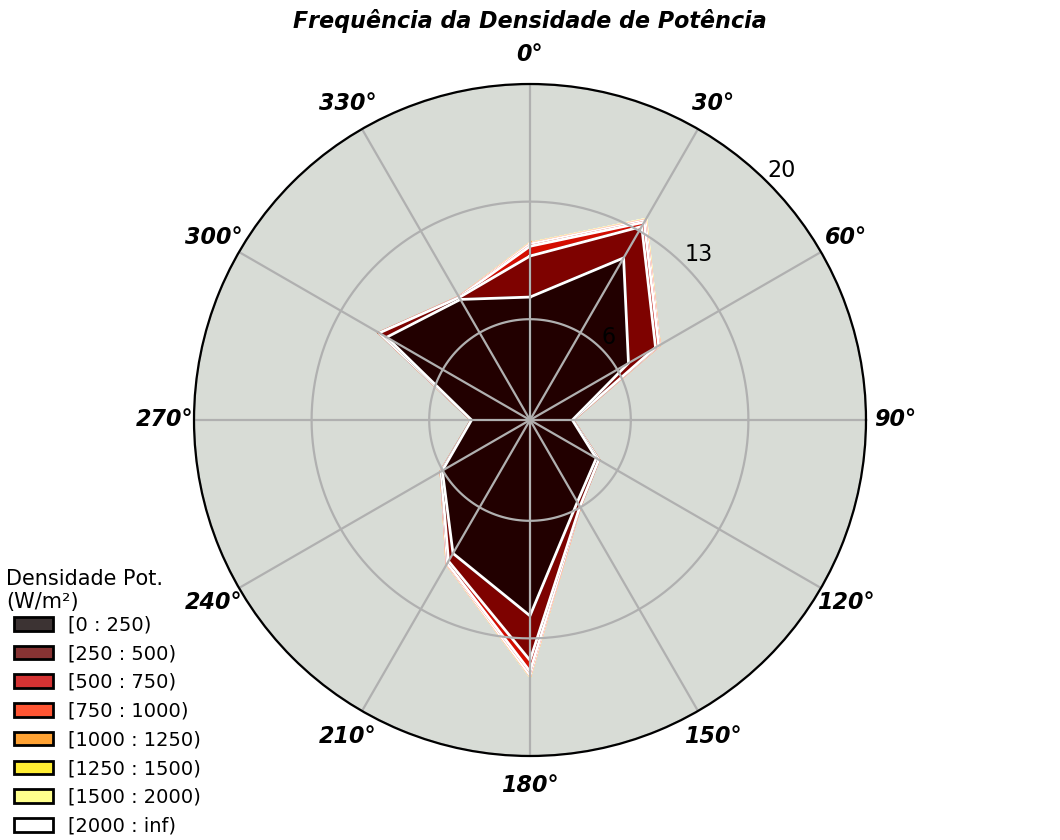 Frequência da Densidade de Potência
0°
330°
30°
20
300°
60°
13
6
270°
90°
Densidade Pot.
(W/m²)
240°
120°
[0 : 250)
[250 : 500)
[500 : 750)
[750 : 1000)
210°
150°
[1000 : 1250)
[1250 : 1500)
180°
[1500 : 2000)
[2000 : inf)